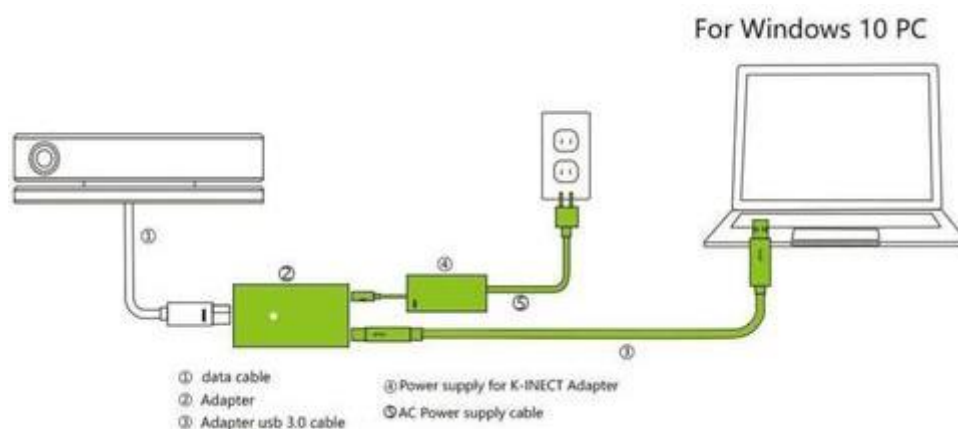 For Windows 10 PC
①
②
④
⑤
③
① data cable
② Adapter
③ Adapter usb 3.0 cable
④Power supply for K-INECT Adapter
⑤AC Power supply cable